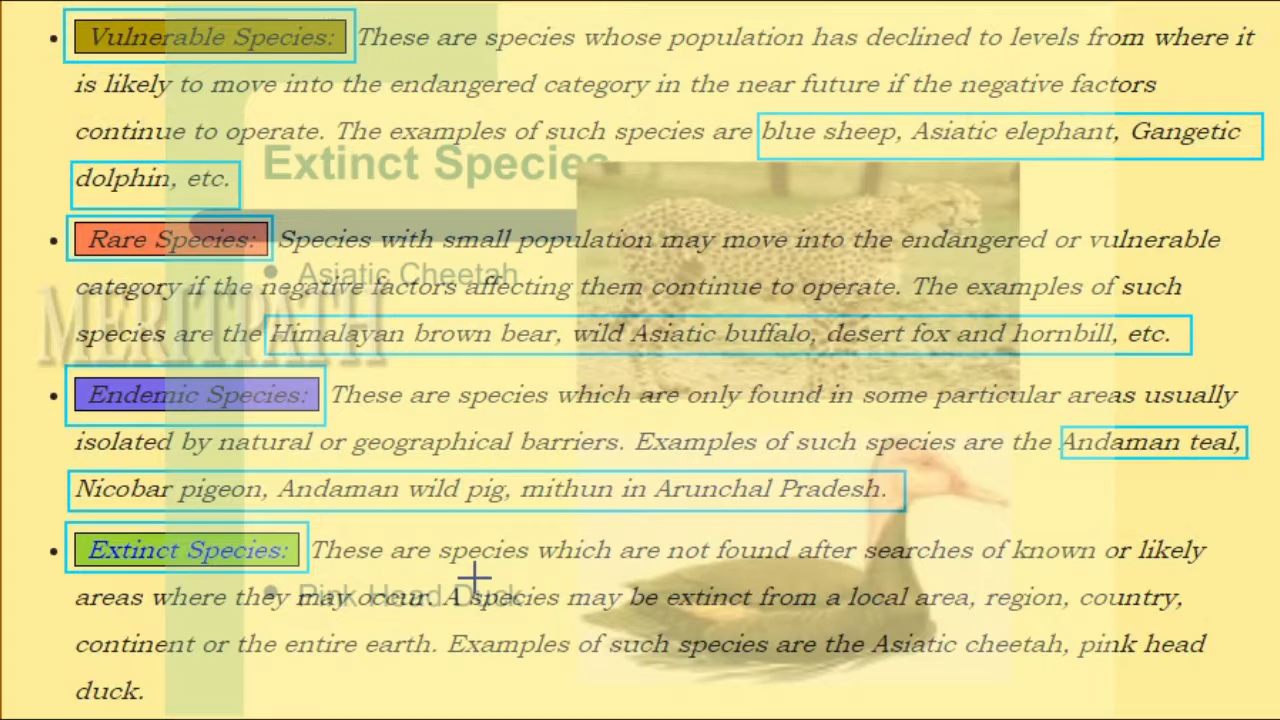 Vulnerable Species: These are species whose population has declined to levels from where it
is likely to move into the endangered category in the near future if the negative factors
continue to operate. The examples of such species are blue sheep, Asiatic elephant, Gangetic
dolphin, etc.
Extinct Species
Rare Species: Species with small population may move into the endangered or vulnerable
Asiatic Cheetah
category if the negative factors affecting them continue to operate. The examples of such
MERITPATH
species are the Himalayan brown bear, wild Asiatic buffalo, desert fox and hornbill, etc.
Endemic Species: These are species which are only found in some particular areas usually
isolated by natural or geographical barriers. Examples of such species are the Andaman teal,
Nicobar pigeon, Andaman wild pig, mithun in Arunchal Pradesh.
Extinct Species: These are species which are not found after searches of known or likely
areas where they may occur. A species may be extinct from a local area, region, country,
Pink Head Duck
continent or the entire earth. Examples of such species are the Asiatic cheetah, pink head
duck.